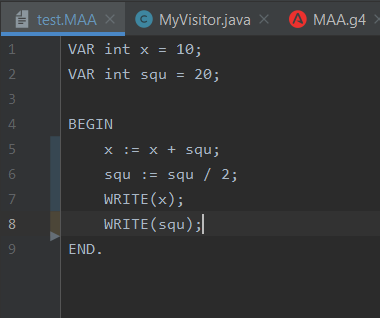 test.MAA MyVisitor.java MAA.g4
1 VAR int x = 10;
2 VAR int squ = 20;
3
4 BEGIN
5 x := x + squ;
6 squ := squ / 2;
7 WRITE(x);
8 WRITE(squ);
9 END.